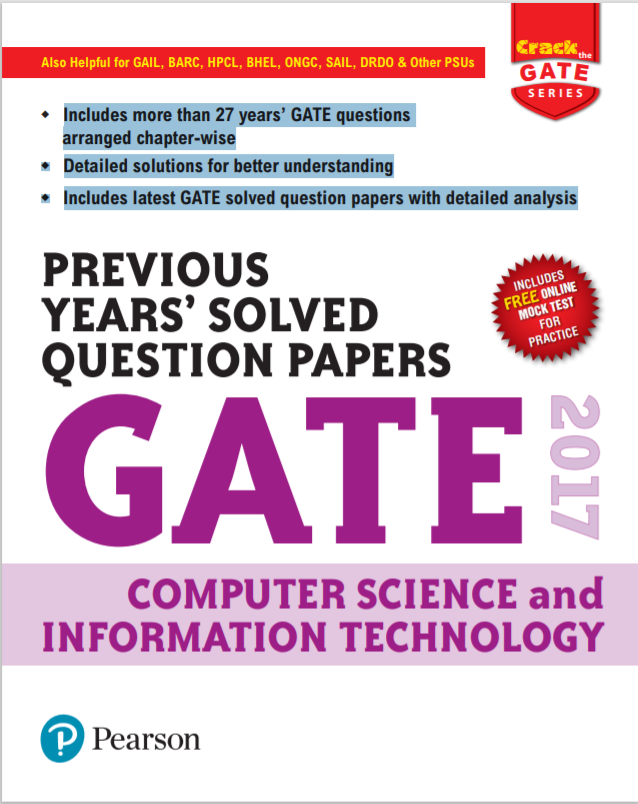 Also Helpful for GAIL, BARC, HPCL, BHEL, ONGC, SAIL, DRDO & Other PSUs
Crack the
GATE
SERIES
Includes more than 27 years’ GATE questions
arranged chapter-wise
Detailed solutions for better understanding
Includes latest GATE solved question papers with detailed analysis
PREVIOUS
YEARS’ SOLVED
QUESTION PAPERS
INCLUDES
FREE ONLINE
MOCK TEST
FOR
PRACTICE
GATE
2017
COMPUTER SCIENCE and
INFORMATION TECHNOLOGY
Pearson